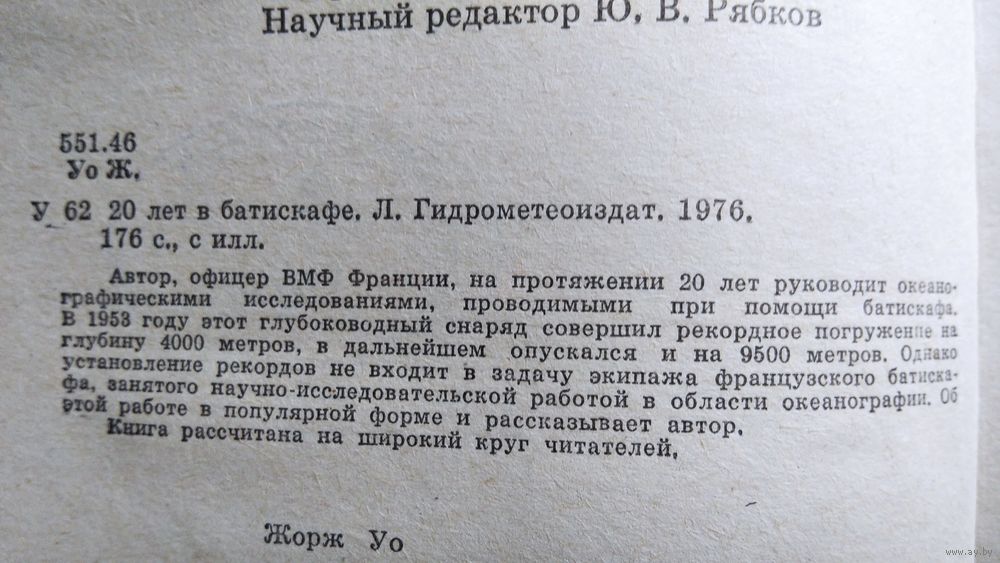 Научный редактор Ю. В. Рябков
551.46
Уо Ж.
У 62 20 лет в батискафе. Л. Гидрометеоиздат. 1976.
176 с., с илл.
Автор, офицер ВМФ Франции, на протяжении 20 лет руководит океано-
графическими исследованиями, проводимыми при помощи батискафа.
В 1953 году этот глубоководный снаряд совершил рекордное погружение на
глубину 4000 метров, в дальнейшем опускался и на 9500 метров. Однако
установление рекордов не входит в задачу экипажа французского батиска-
фа, занятого научно-исследовательской работой в области океанографии. Об
этой работе в популярной форме и рассказывает автор.
Книга рассчитана на широкий круг читателей.
Жорж Уо
www.ay.by